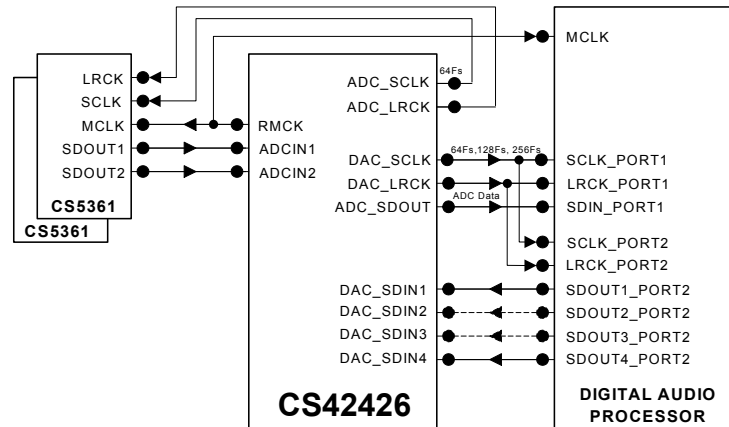 LRCK
SCLK
MCLK
SDOUT1
SDOUT2
CS5361
CS5361
RMCK
ADCIN1
ADCIN2
ADC_SCLK
ADC_LRCK
DAC_SCLK
DAC_LRCK
ADC_SDOUT
DAC_SDIN1
DAC_SDIN2
DAC_SDIN3
DAC_SDIN4
CS42426
64Fs
64Fs,128Fs, 256Fs
ADC Data
MCLK
SCLK_PORT1
LRCK_PORT1
SDIN_PORT1
SCLK_PORT2
LRCK_PORT2
SDOUT1_PORT2
SDOUT2_PORT2
SDOUT3_PORT2
SDOUT4_PORT2
DIGITAL AUDIO
PROCESSOR